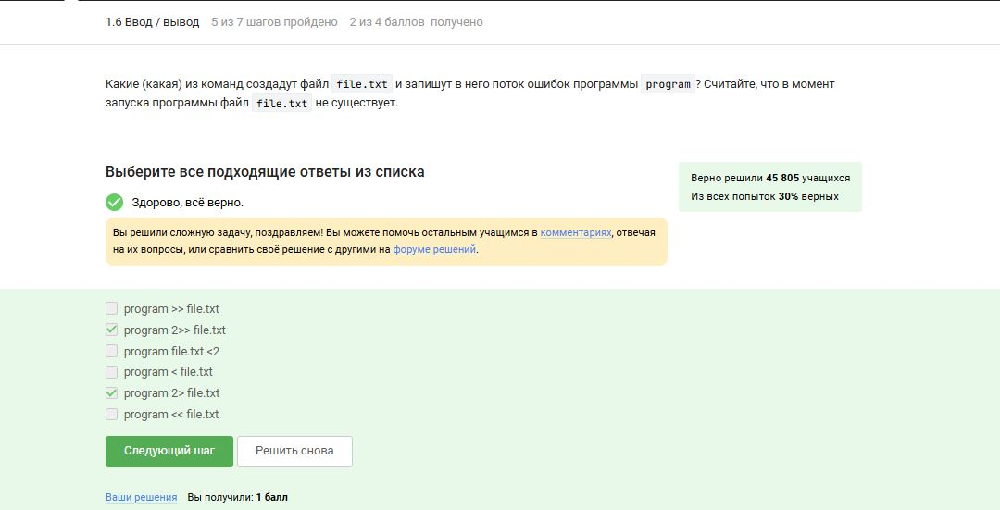 1.6 Ввод / вывод 5 из 7 шагов пройдено 2 из 4 баллов получено
Какие (какая) из команд создадут файл file.txt и запишут в него поток ошибок программы program ? Считайте, что в момент
запуска программы файл file.txt не существует.
Выберите все подходящие ответы из списка
Здорово, всё верно.
Вы решили сложную задачу, поздравляем! Вы можете помочь остальным учащимся в комментариях, отвечая
на их вопросы, или сравнить своё решение с другими на форуме решений.
Верно решили 45 805 учащихся
Из всех попыток 30% верных
program >> file.txt
program 2>> file.txt
program file.txt <2
program < file.txt
program 2> file.txt
program << file.txt
Следующий шаг Решить снова
Ваши решения Вы получили: 1 балл